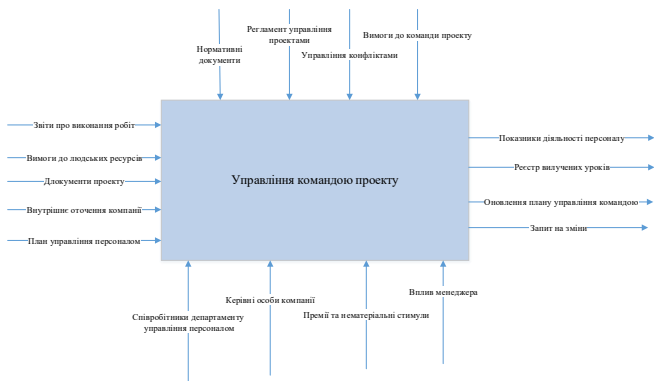 Регламент управління
проектами
Вимоги до команди проекту
Нормативні
документи
Управління конфліктами
Звіти про виконання робіт
Вимоги до людських ресурсів
Длокументи проекту
Внутрішнє оточення компанії
План управління персоналом
Управління командою проекту
Показники діяльності персоналу
Реєстр вилучених уроків
Оновлення плану управління командою
Запит на зміни
Співробітники департаменту
управління персоналом
Керівні особи компанії
Премії та нематеріальні стимули
Вплив менеджера